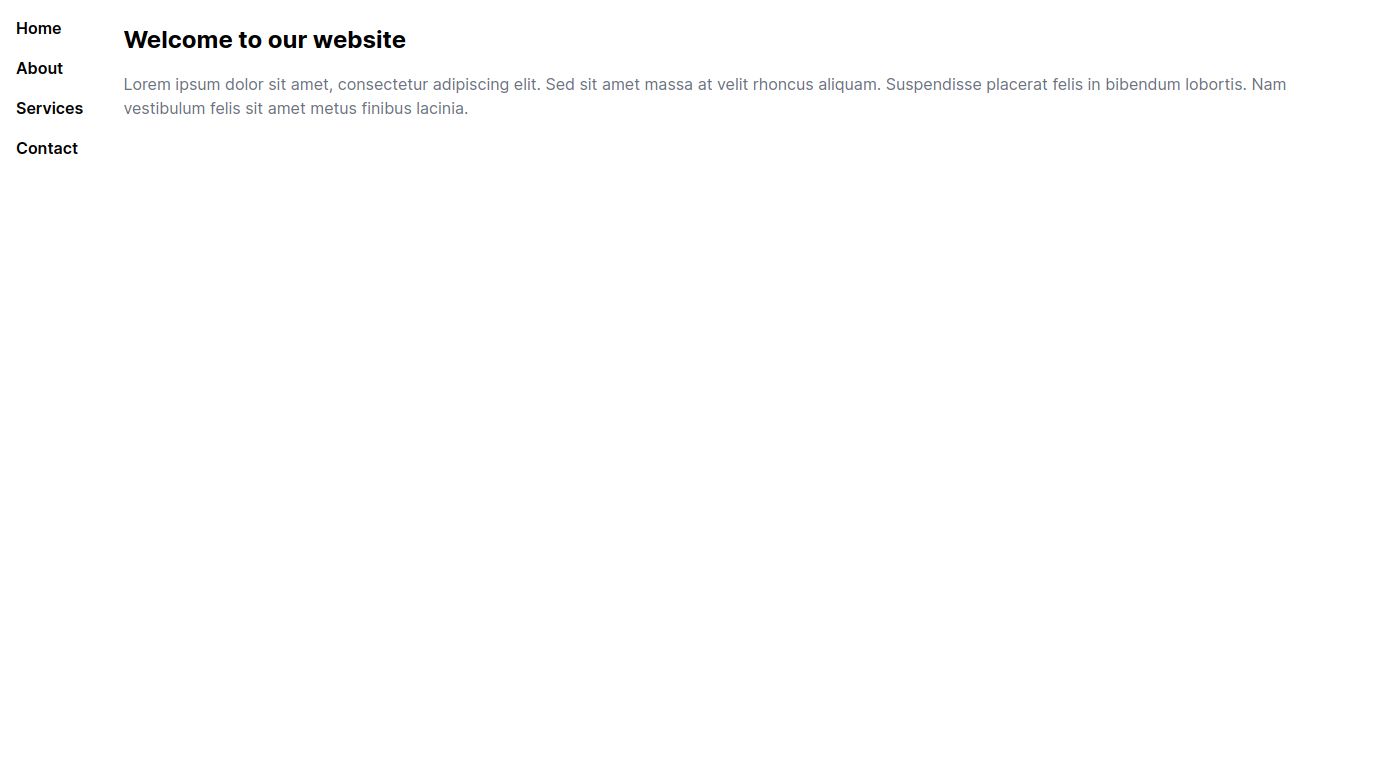 Home
About
Services
Contact
Welcome to our website
Lorem ipsum dolor sit amet, consectetur adipiscing elit. Sed sit amet massa at velit rhoncus aliquam. Suspendisse placerat felis in bibendum lobortis. Nam
vestibulum felis sit amet metus finibus lacinia.